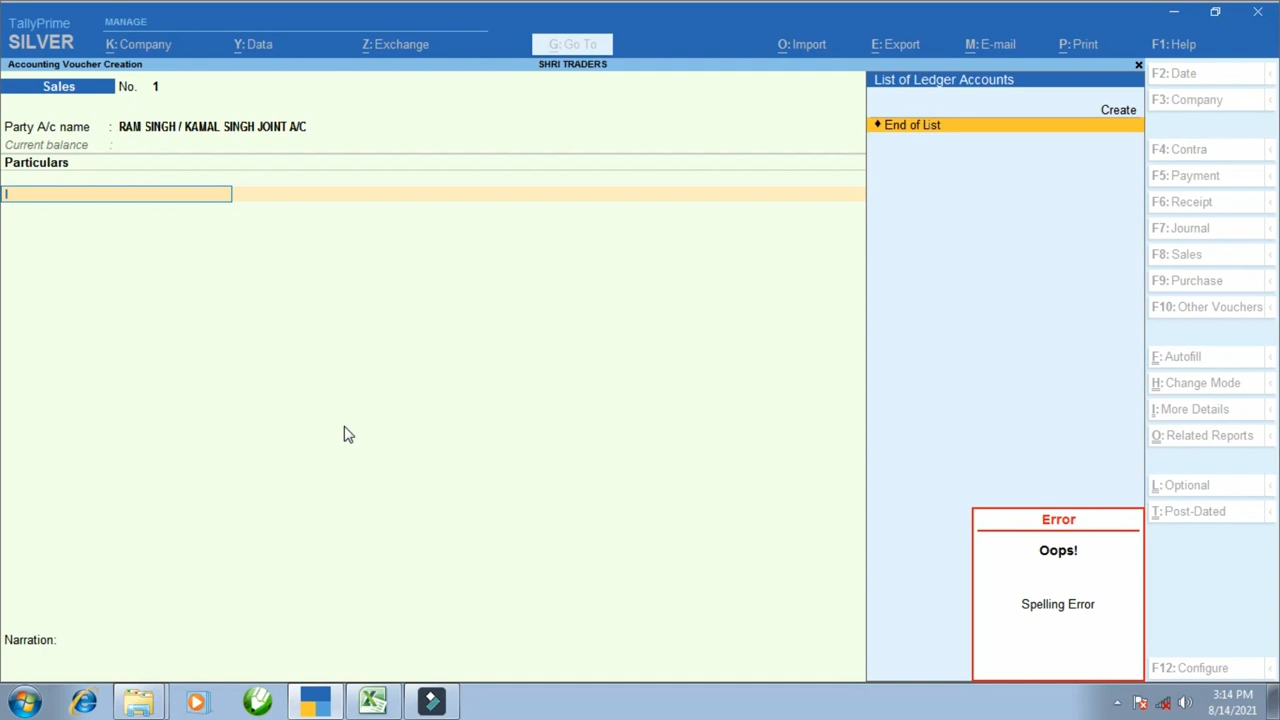 TallyPrime
MANAGE
SILVER
K: Company
Y: Data
Z: Exchange
G: Go To
O: Import
E: Export
M: E-mail
P: Print
F1: Help
Accounting Voucher Creation
SHRI TRADERS
Sales
No. 1
Party A/c name : RAM SINGH / KAMAL SINGH JOINT A/C
Current balance :
Particulars
Narration:
List of Ledger Accounts
Create
♦ End of List
Error
Oops!
Spelling Error
F2: Date
F3: Company
F4: Contra
F5: Payment
F6: Receipt
F7: Journal
F8: Sales
F9: Purchase
F10: Other Vouchers
F: Autofill
H: Change Mode
I: More Details
O: Related Reports
L: Optional
T: Post-Dated
F12: Configure
3:14 PM
8/14/2021